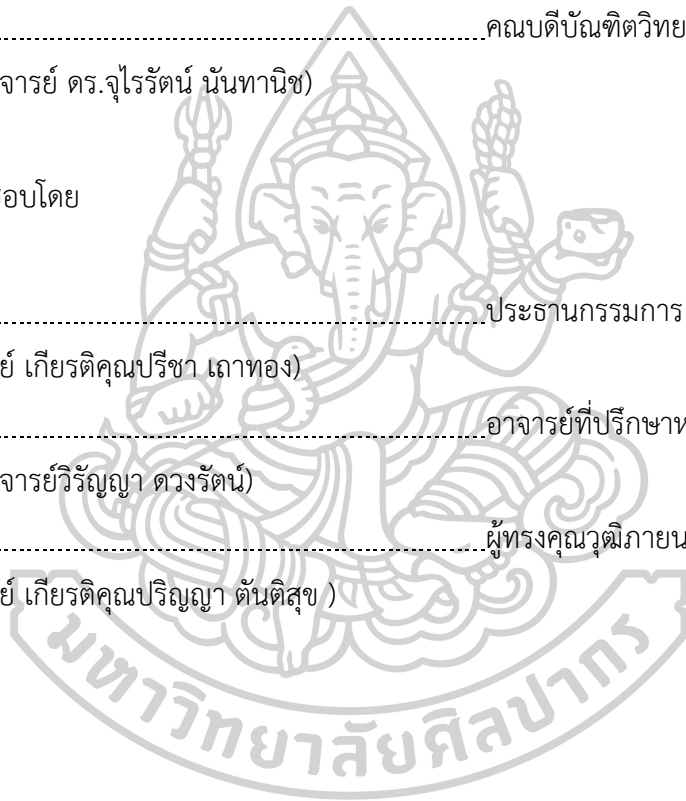 คณบดีบัณฑิตวิทย
จารย์ ดร.จุไรรัตน์ นันทานิช)
อบโดย
ประธานกรรมการ
ย์ เกียรติคุณปรีชา เถาทอง)
อาจารย์ที่ปรึกษาห
จารย์วิรัญญา ดวงรัตน์)
ผู้ทรงคุณวุฒิภายน
ย์ เกียรติคุณปริญญา ตันติสุข )
มหาวิทยาลัยศิลปากร